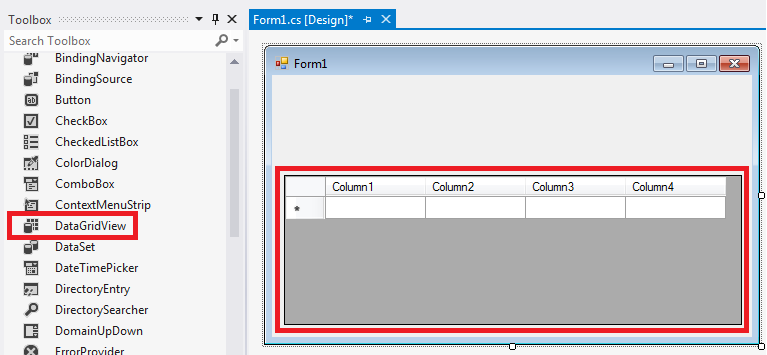 Toolbox
Search Toolbox
BindingNavigator
BindingSource
Button
CheckBox
CheckedListBox
ColorDialog
ComboBox
ContextMenuStrip
DataGridView
DataSet
DateTimePicker
DirectoryEntry
DirectorySearcher
DomainUpDown
ErrorProvider
Form1.cs [Design]*
Form1
Column1 Column2 Column3 Column4
*